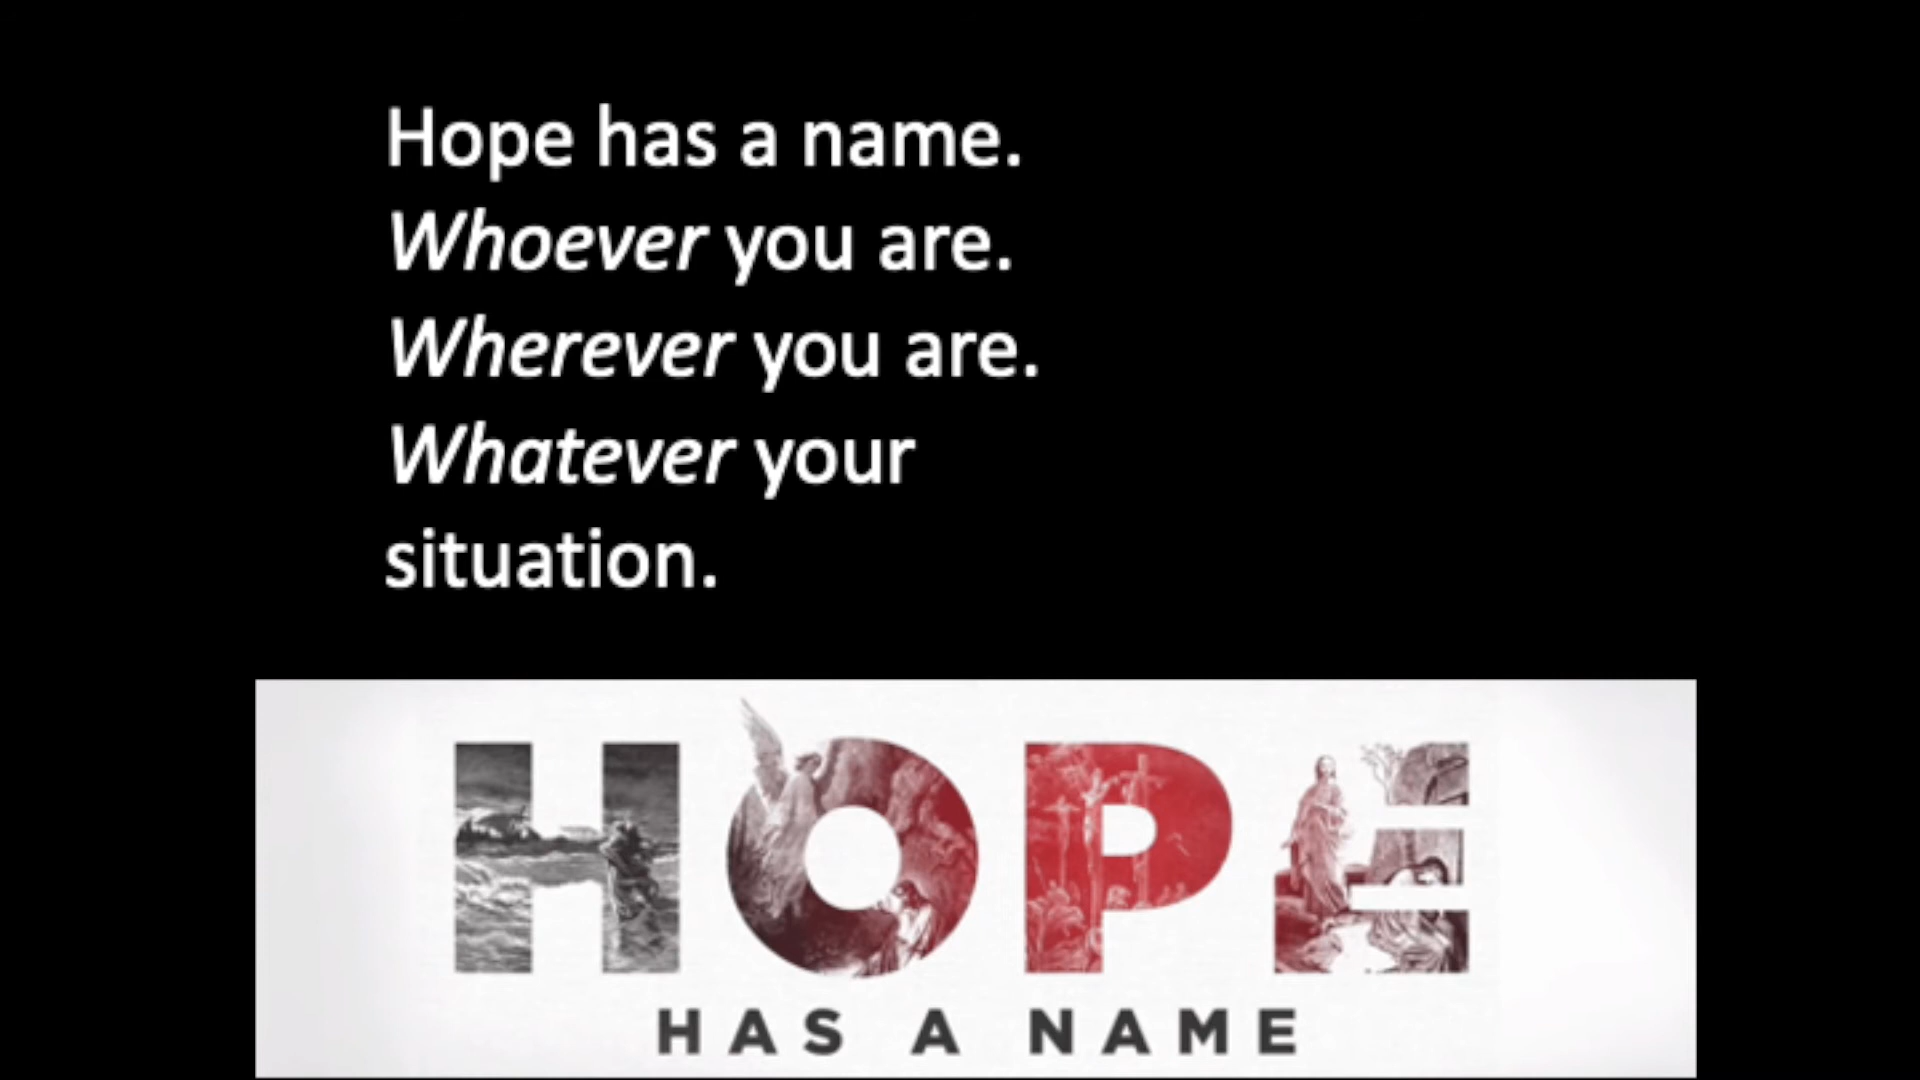 Hope has a name.
Whoever you are.
Wherever you are.
Whatever your
situation.
HOPE
HAS A NAME